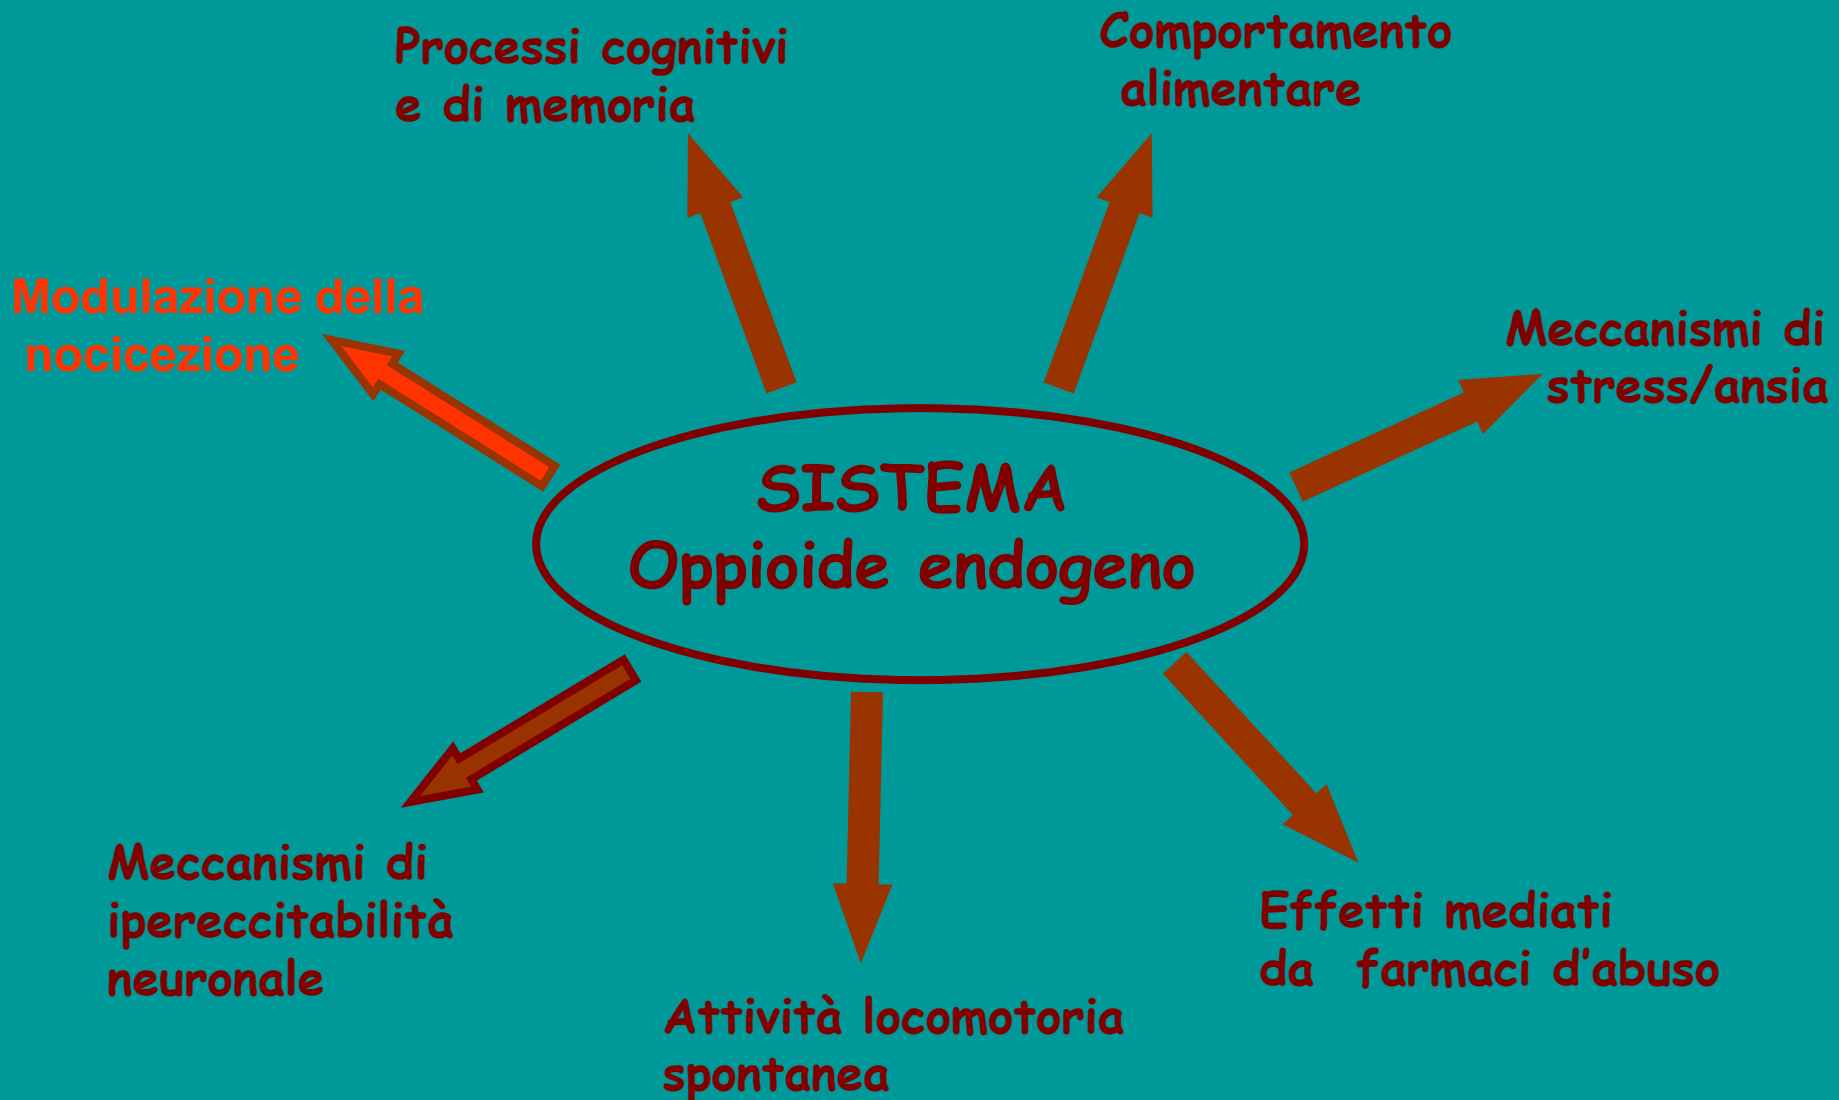 Processi cognitivi
e di memoria
Comportamento
alimentare
Modulazione della
nocicezione
Meccanismi di
stress/ansia
SISTEMA
Oppioide endogeno
Meccanismi di
ipereccitabilità
neuronale
Attività locomotoria
spontanea
Effetti mediati
da farmaci d'abuso